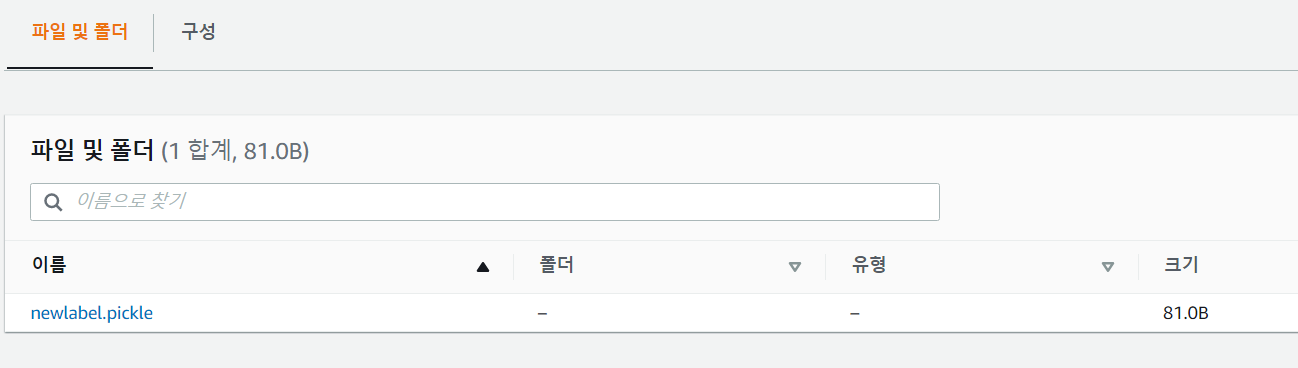 파일 및 폴더 구성
파일 및 폴더 (1 합계, 81.0B)
이름으로 찾기
이름 폴더 유형 크기
newlabel.pickle – – 81.0B